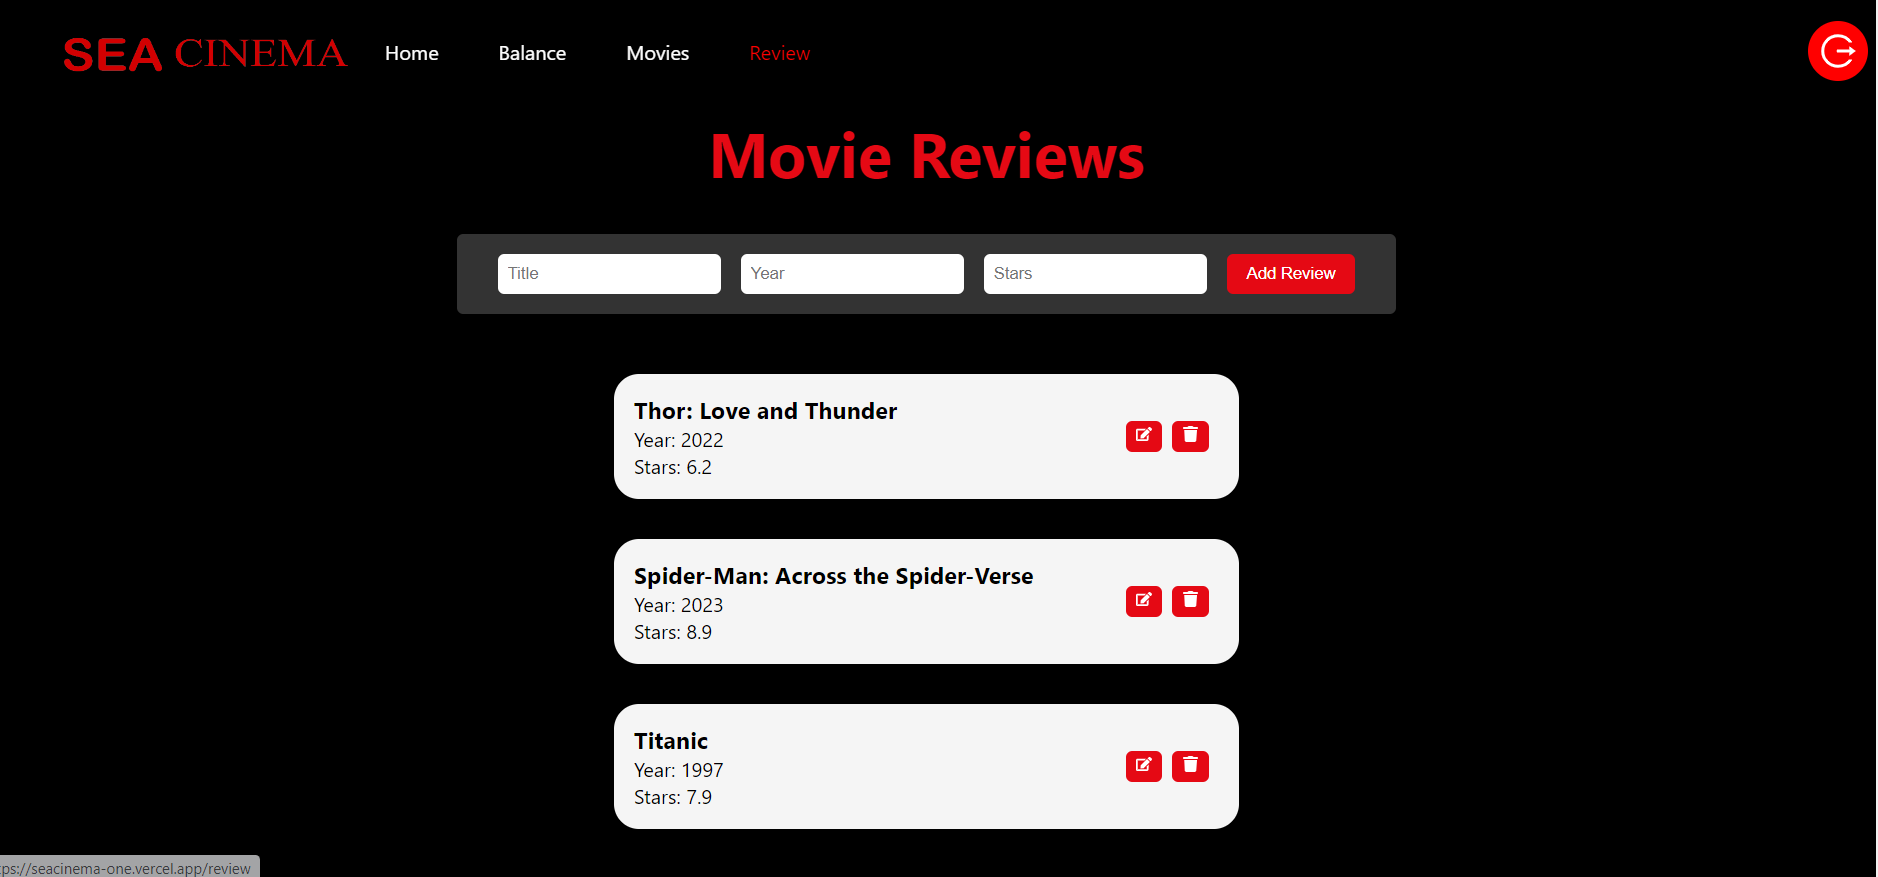 SEA CINEMA Home Balance Movies Review
Movie Reviews
Title Year Stars Add Review
Thor: Love and Thunder
Year: 2022
Stars: 6.2
Spider-Man: Across the Spider-Verse
Year: 2023
Stars: 8.9
Titanic
Year: 1997
Stars: 7.9
tps://seacinema-one.vercel.app/review